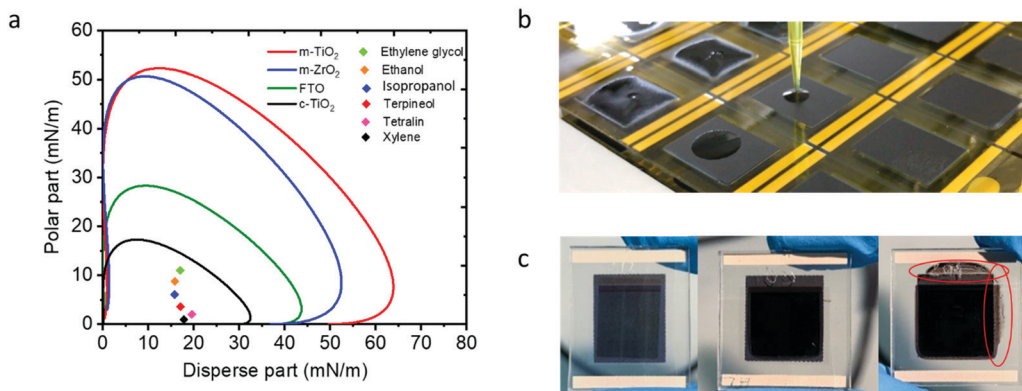 a
60
50
40
30
20
10
0
Polar part (mN/m)
m-TiO₂
m-ZrO₂
FTO
c-TiO₂
Ethylene glycol
Ethanol
Isopropanol
Terpineol
Tetralin
Xylene
0 10 20 30 40 50 60 70 80
Disperse part (mN/m)
b
c